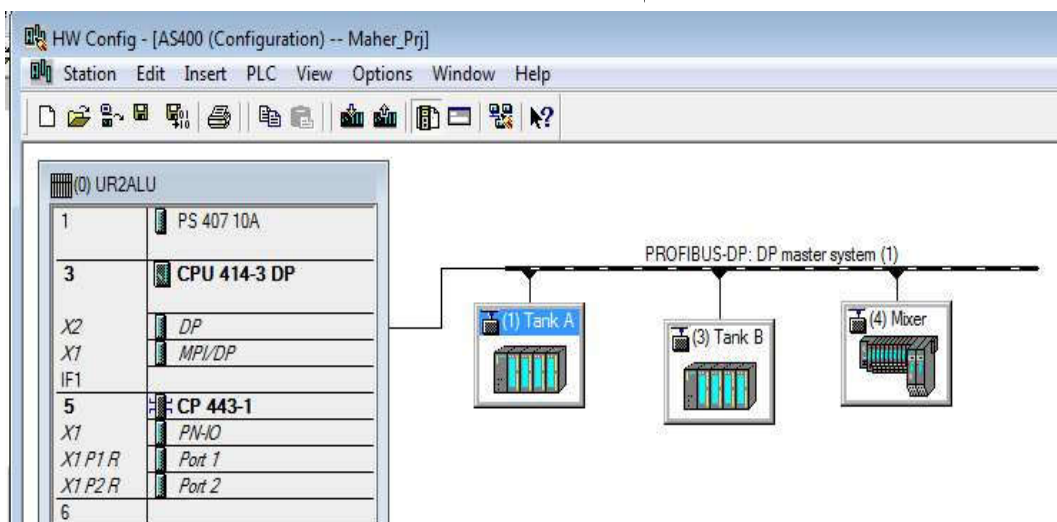 HW Config - [AS400 (Configuration) -- Maher_Prj]
Station Edit Insert PLC View Options Window Help
(0) UR2ALU
1 PS 407 10A
3 CPU 414-3 DP
X2 DP
X1 MPI/DP
IF1
5 CP 443-1
X1 PN-IO
X1 P1 R Port 1
X1 P2 R Port 2
6
PROFIBUS-DP: DP master system (1)
(1) Tank A
(3) Tank B
(4) Mixer